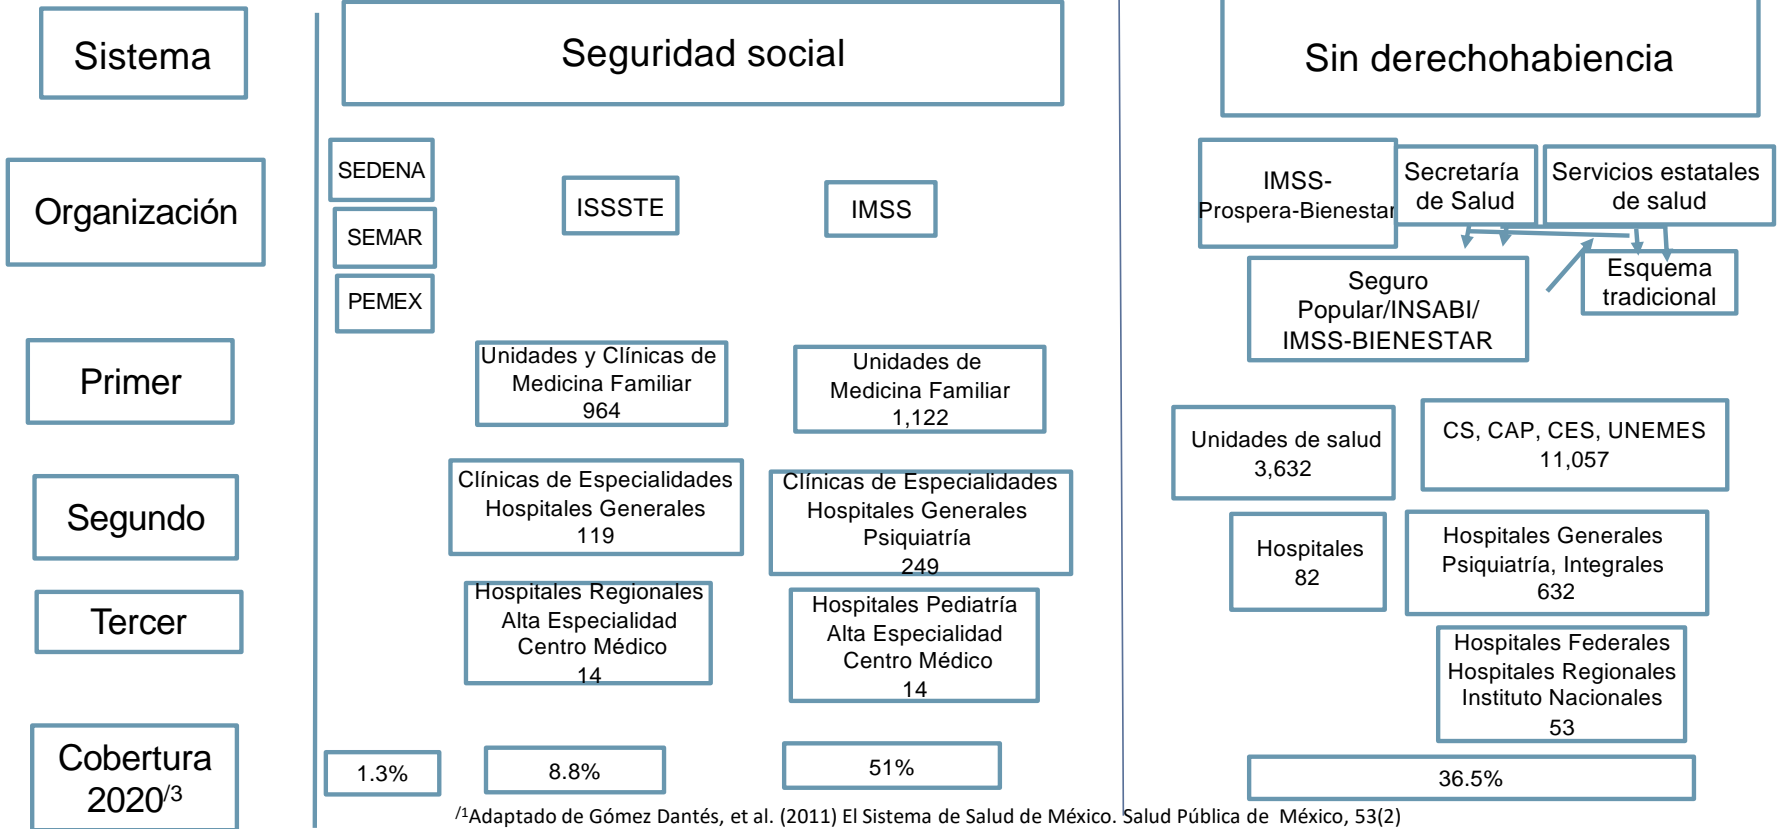 Sistema
Seguridad social
Sin derechohabiencia
Organización
SEDENA
SEMAR
PEMEX
ISSSTE
IMSS
IMSS-
Prospera-Bienestar
Secretaría
de Salud
Servicios estatales
de salud
Seguro
Popular/INSABI/
IMSS-BIENESTAR
Esquema
tradicional
Primer
Unidades y Clínicas de
Medicina Familiar
964
Unidades de
Medicina Familiar
1,122
Unidades de salud
3,632
CS, CAP, CES, UNEMES
11,057
Segundo
Clínicas de Especialidades
Hospitales Generales
119
Clínicas de Especialidades
Hospitales Generales
Psiquiatría
249
Hospitales
82
Hospitales Generales
Psiquiatría, Integrales
632
Tercer
Hospitales Regionales
Alta Especialidad
Centro Médico
14
Hospitales Pediatría
Alta Especialidad
Centro Médico
14
Hospitales Federales
Hospitales Regionales
Instituto Nacionales
53
Cobertura
2020/3
1.3%
8.8%
51%
36.5%
/1Adaptado de Gómez Dantés, et al. (2011) El Sistema de Salud de México. Salud Pública de México, 53(2)